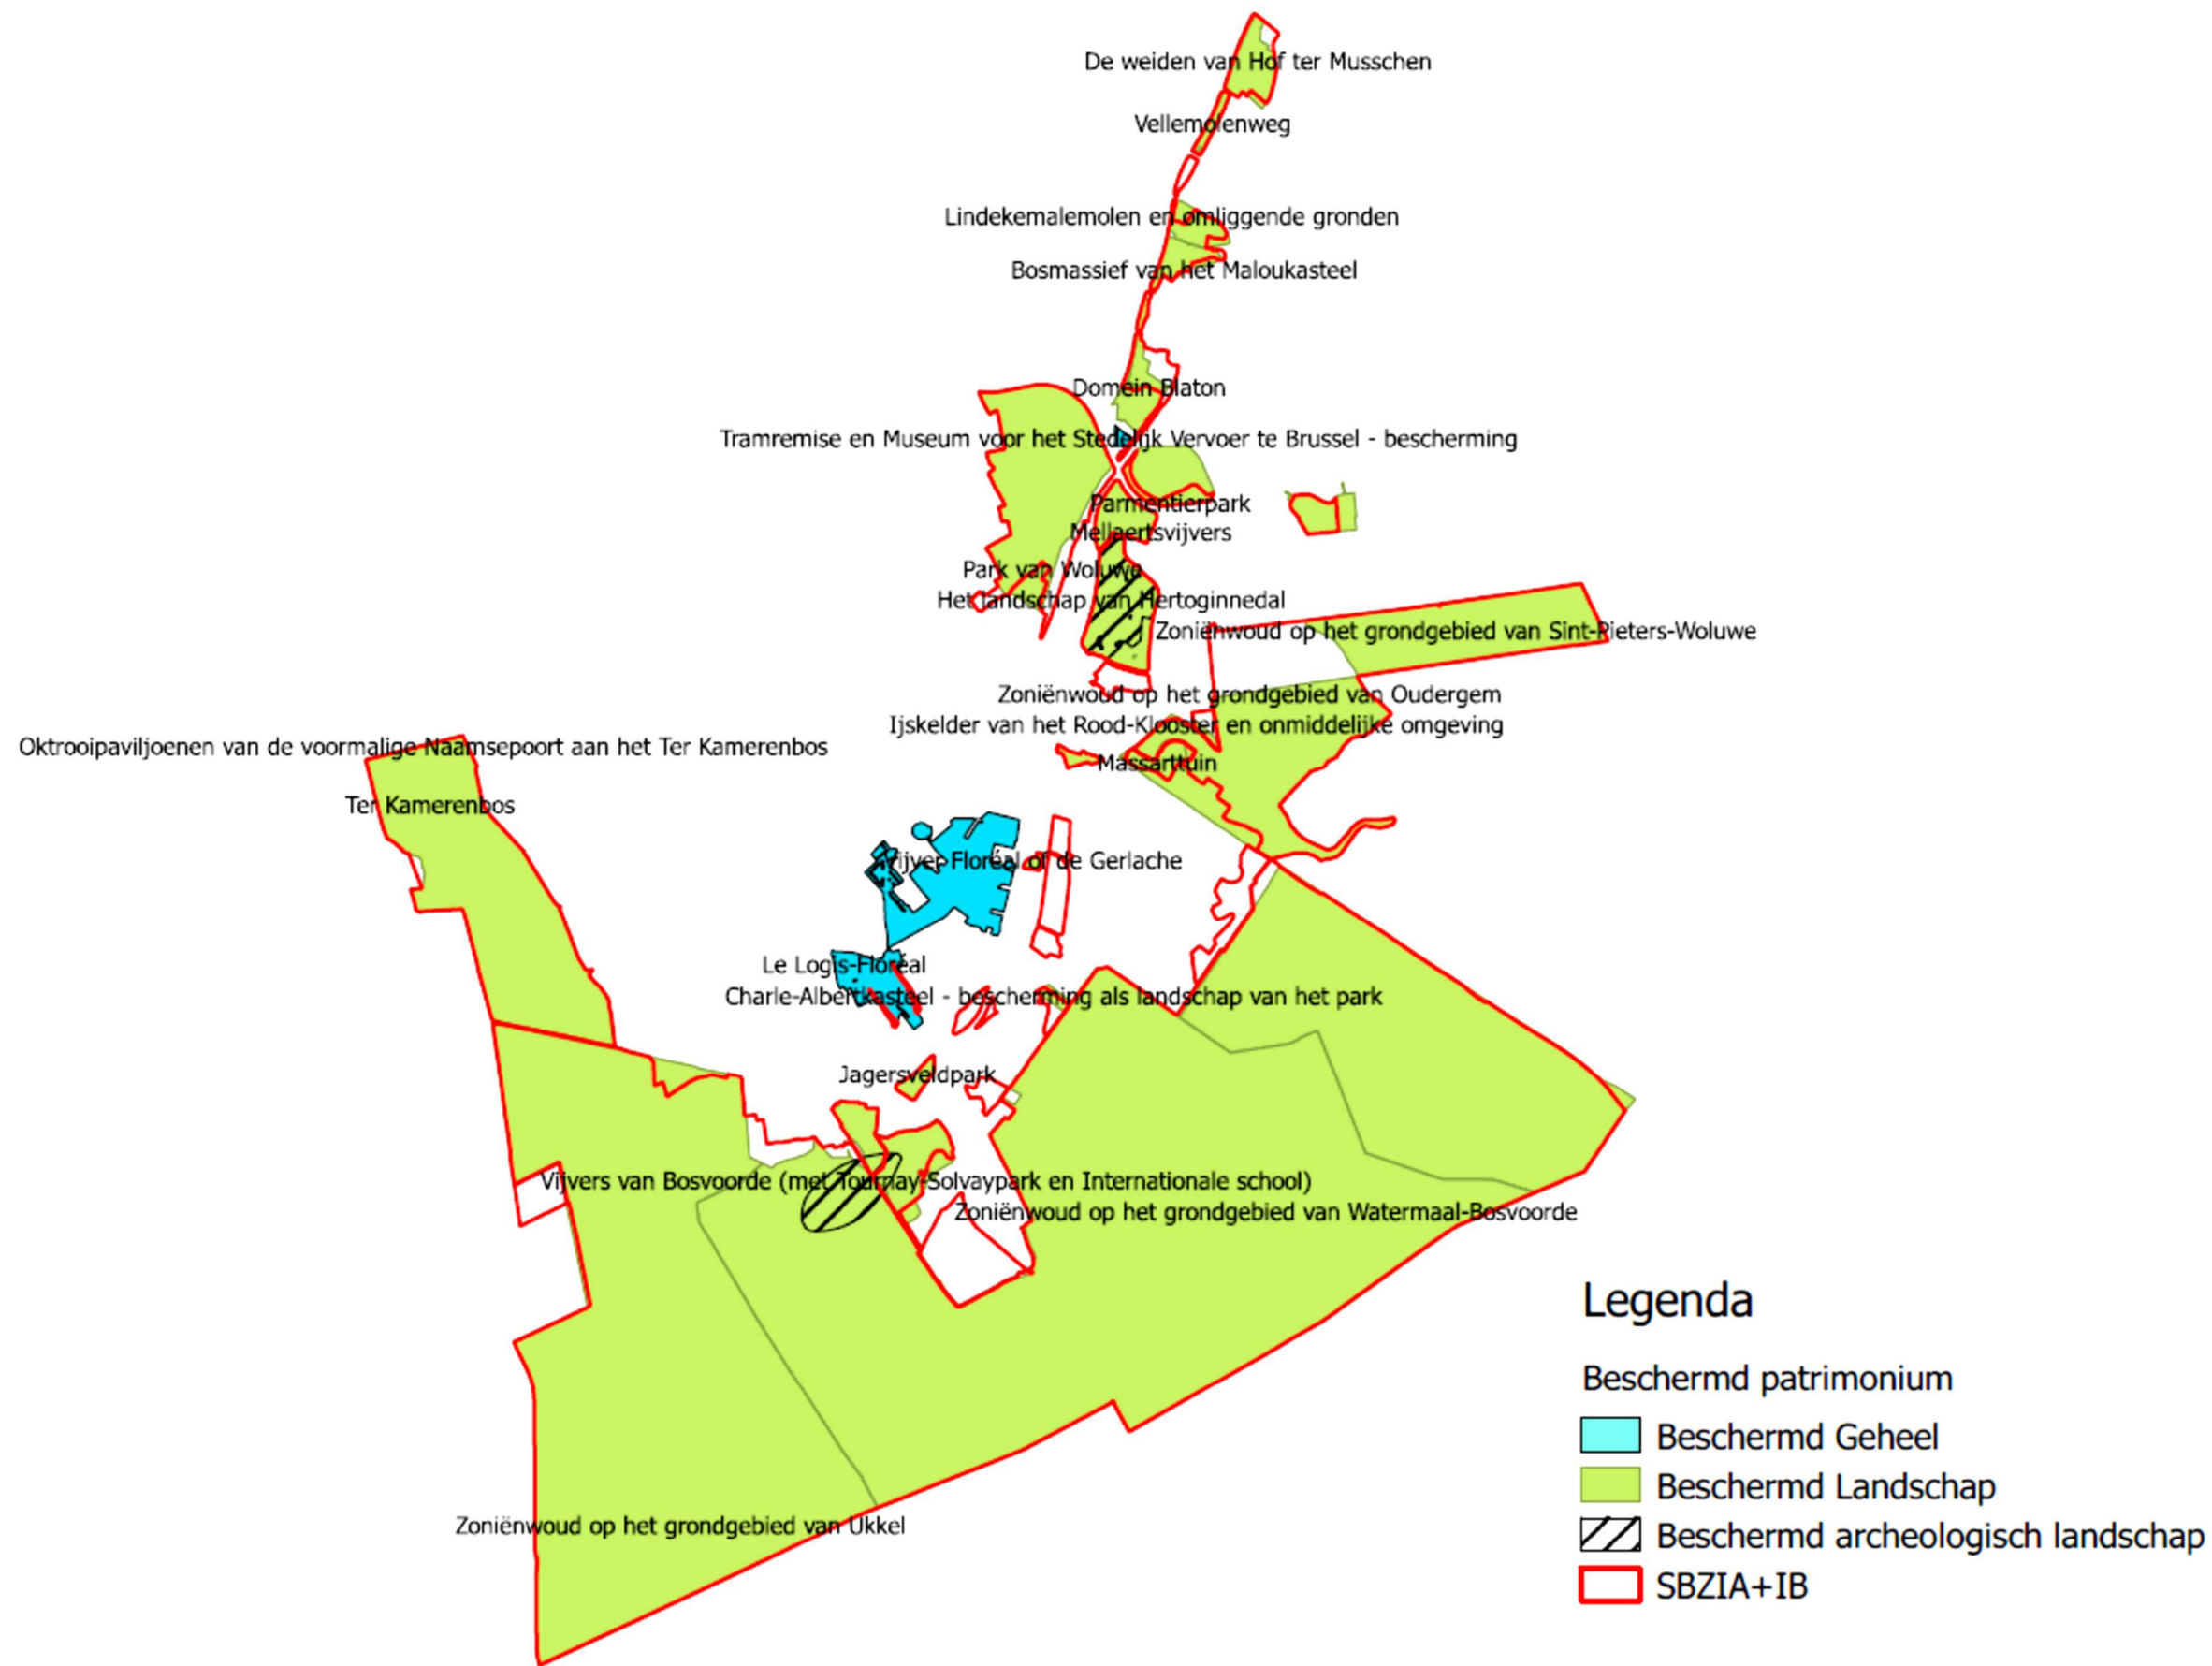 De weiden van Hof ter Musschen
Vellemolenweg
Lindekemalemolen en omliggende gronden
Bosmassief van het Maloukasteel
Domein Blaton
Tramremise en Museum voor het Stedelijk Vervoer te Brussel - bescherming
Parmentierpark
Mellaertsvijvers
Park van Woluwe
Het landschap van Hertoginnedal
Zoniënwoud op het grondgebied van Sint-Pieters-Woluwe
Zoniënwoud op het grondgebied van Oudergem
Ijskelder van het Rood-Klooster en onmiddelijke omgeving
Oktrooipaviljoenen van de voormalige Naamsepoort aan het Ter Kamerenbos
Massarttuin
Ter Kamerenbos
Vijver Floréal of de Gerlache
Le Logis-Floréal
Charle-Albertkasteel - bescherming als landschap van het park
Jagersveldpark
Vijvers van Bosvoorde (met Tournay-Solvaypark en Internationale school)
Zoniënwoud op het grondgebied van Watermaal-Bosvoorde
Zoniënwoud op het grondgebied van Ukkel
Legenda
Beschermd patrimonium
Beschermd Geheel
Beschermd Landschap
Beschermd archeologisch landschap
SBZIA+IB